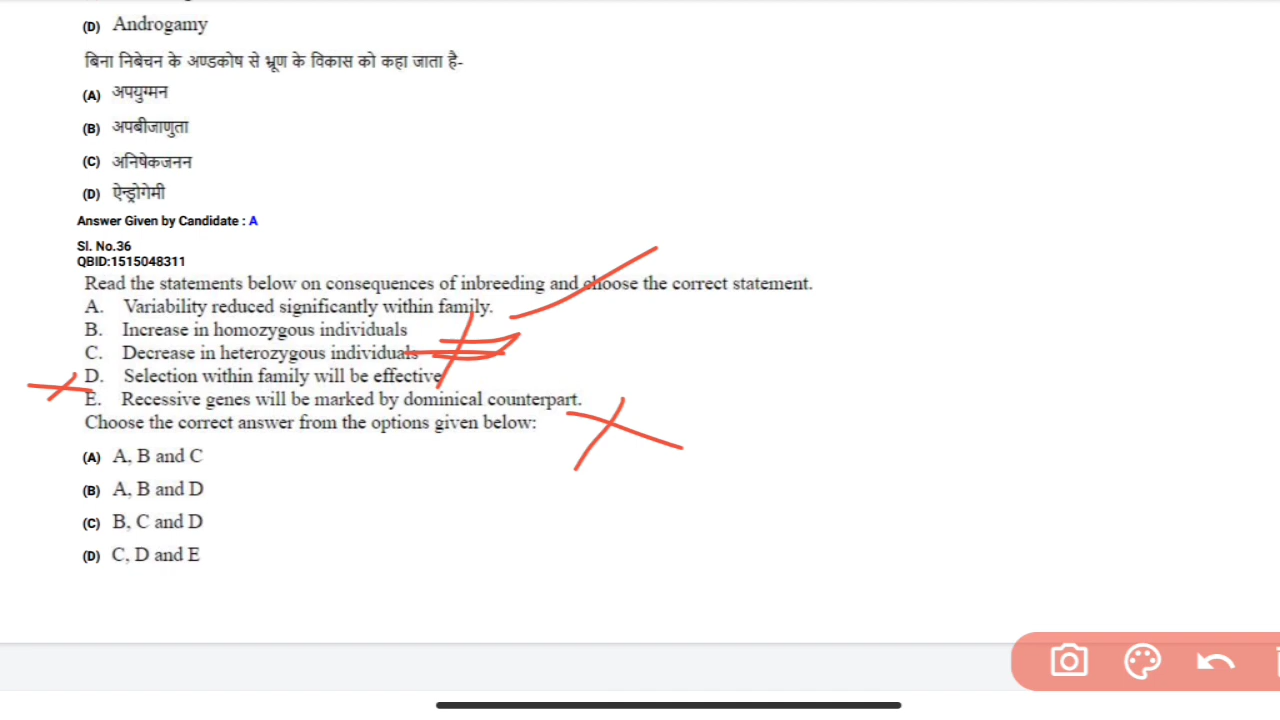 (D) Androgamy
बिना निबेचन के अण्डकोष से भ्रूण के विकास को कहा जाता है-
(A) अपयुग्मन
(B) अपबीजाणुता
(C) अनिषेकजनन
(D) ऐन्ड्रोगेमी
Answer Given by Candidate : A
Sl. No.36
QBID:1515048311
Read the statements below on consequences of inbreeding and choose the correct statement.
A. Variability reduced significantly within family.
B. Increase in homozygous individuals
C. Decrease in heterozygous individuals
D. Selection within family will be effective
E. Recessive genes will be marked by dominical counterpart.
Choose the correct answer from the options given below:
(A) A, B and C
(B) A, B and D
(C) B, C and D
(D) C, D and E